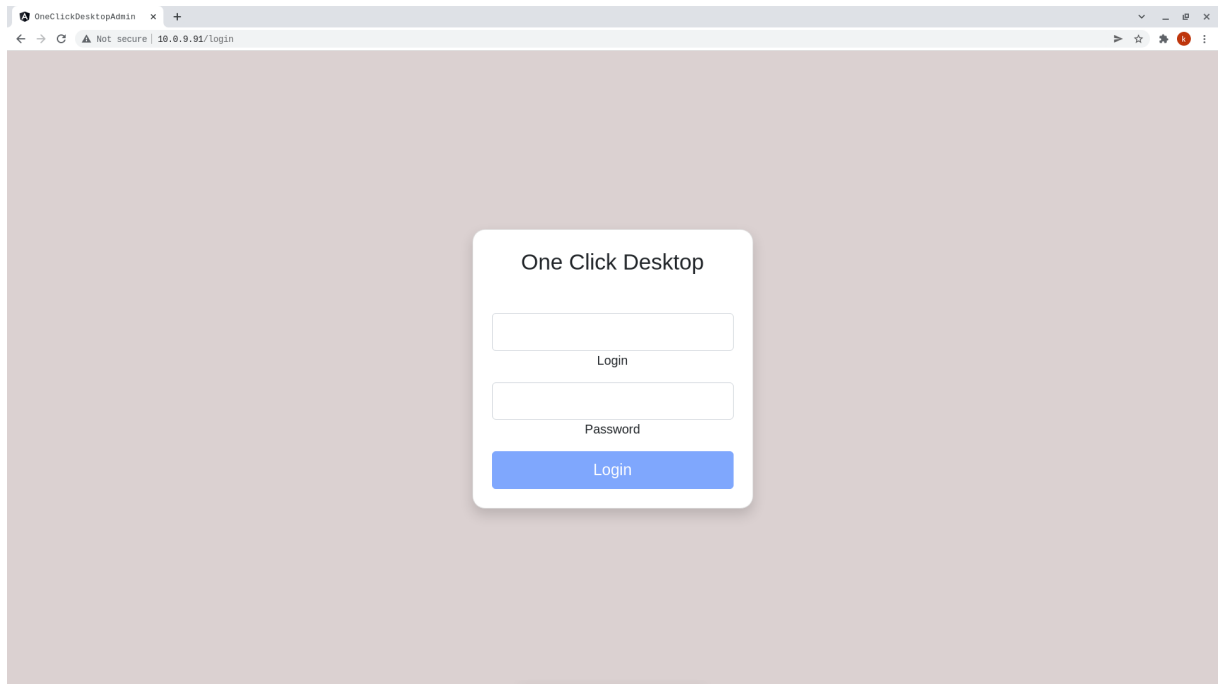 OneClickDesktopAdmin
Not secure 10.0.9.91/login
k
One Click Desktop
Login
Password
Login